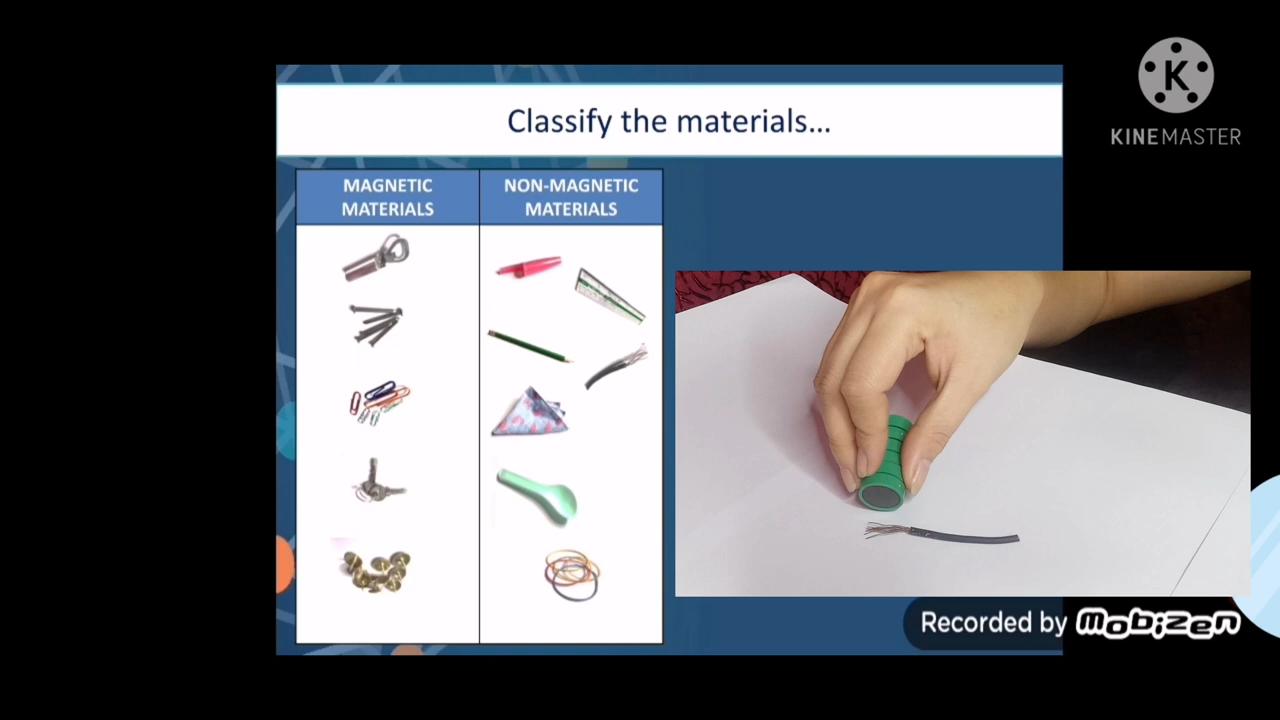 Classify the materials...
MAGNETIC
MATERIALS
NON-MAGNETIC
MATERIALS
K
KINEMASTER
Recorded by mobizen